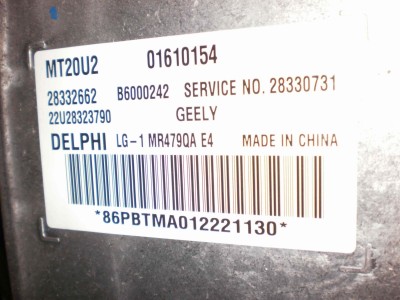 MT20U2 01610154
28332662 B6000242 SERVICE NO. 28330731
22U28323790 GEELY
DELPHI LG-1 MR479QA E4 MADE IN CHINA
*86PBTMA012221130*